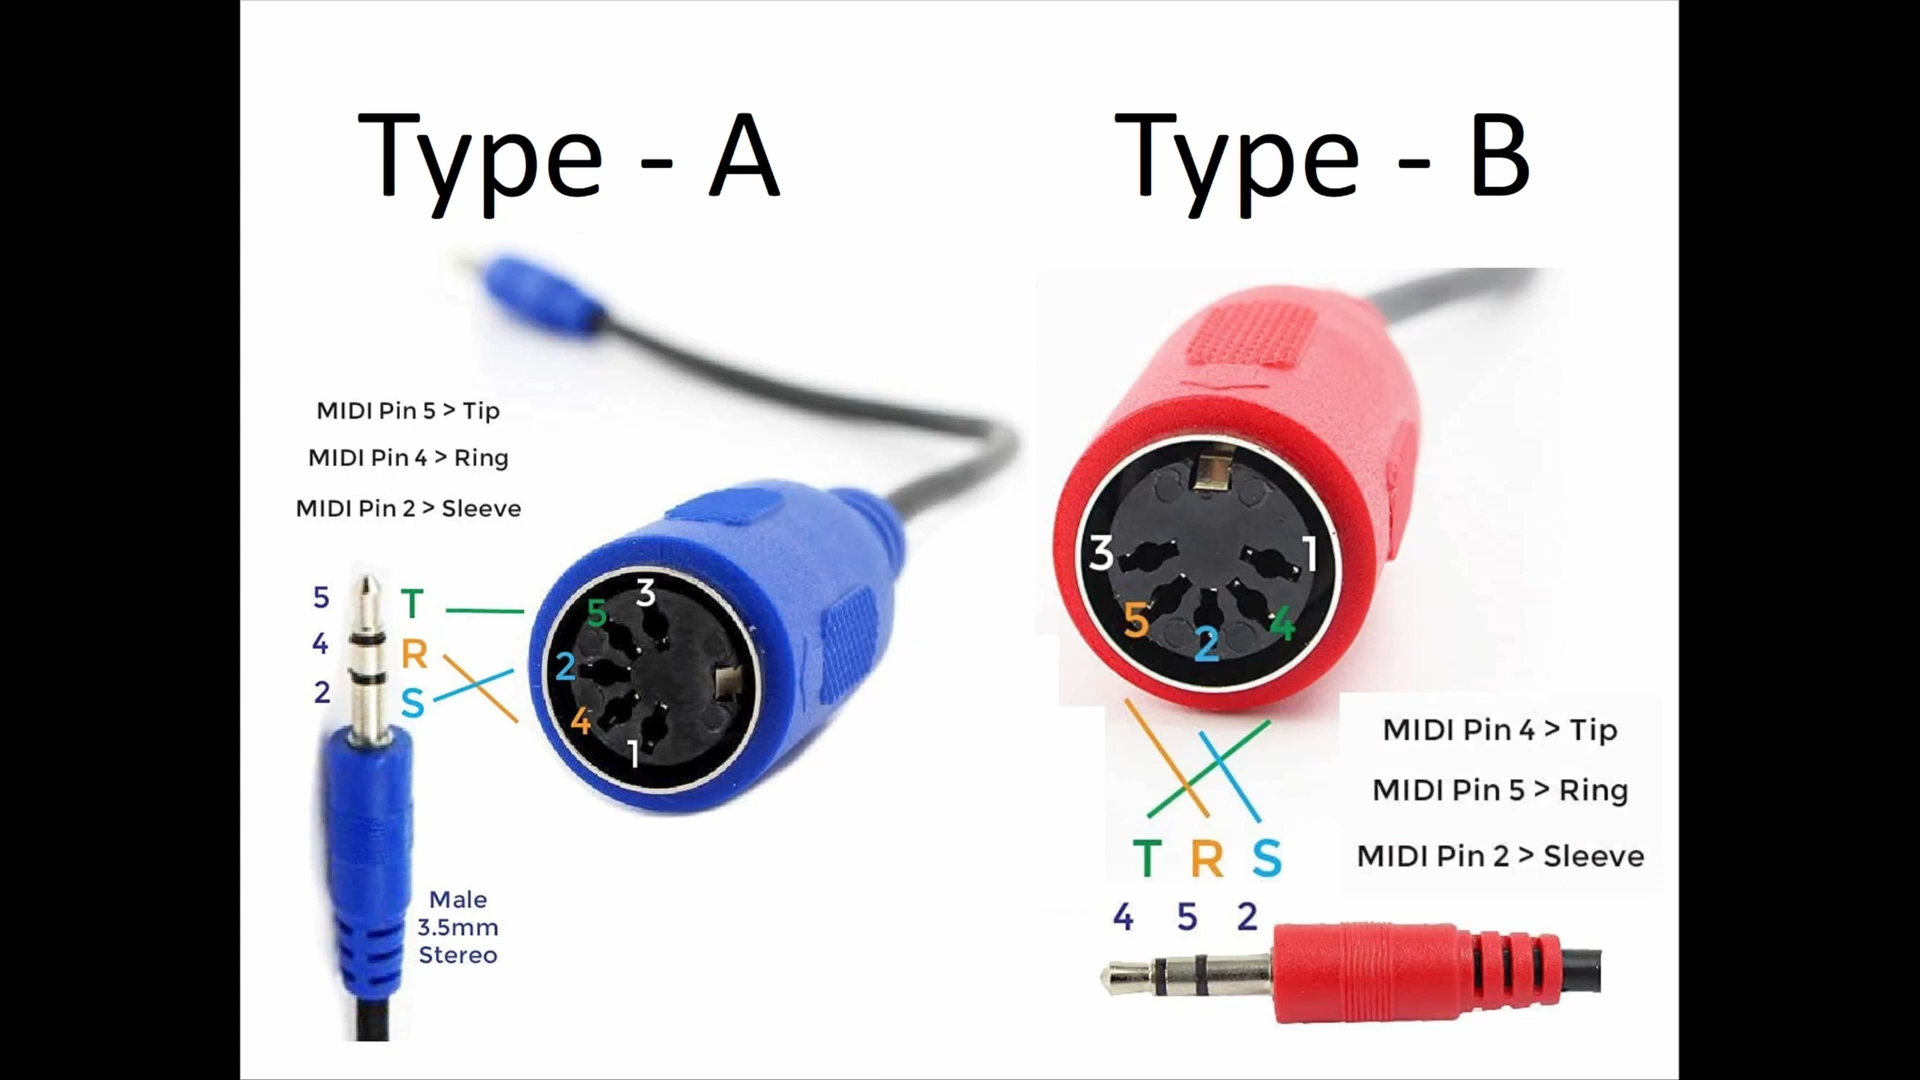 Type - A
MIDI Pin 5 > Tip
MIDI Pin 4 > Ring
MIDI Pin 2 > Sleeve
5 T
4 R
2 S
3
5
2
4
1
Male
3.5mm
Stereo
Type - B
3 1
5 2 4
MIDI Pin 4 > Tip
MIDI Pin 5 > Ring
MIDI Pin 2 > Sleeve
T R S
4 5 2